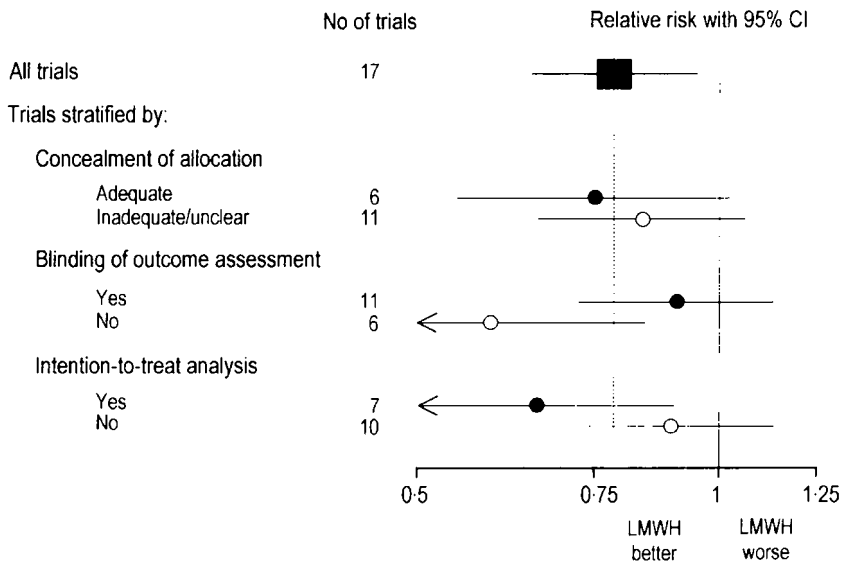 No of trials Relative risk with 95% CI
All trials 17
Trials stratified by:
Concealment of allocation
Adequate 6
Inadequate/unclear 11
Blinding of outcome assessment
Yes 11
No 6
Intention-to-treat analysis
Yes 7
No 10
0·5 0·75 1 1·25
LMWH LMWH
better worse